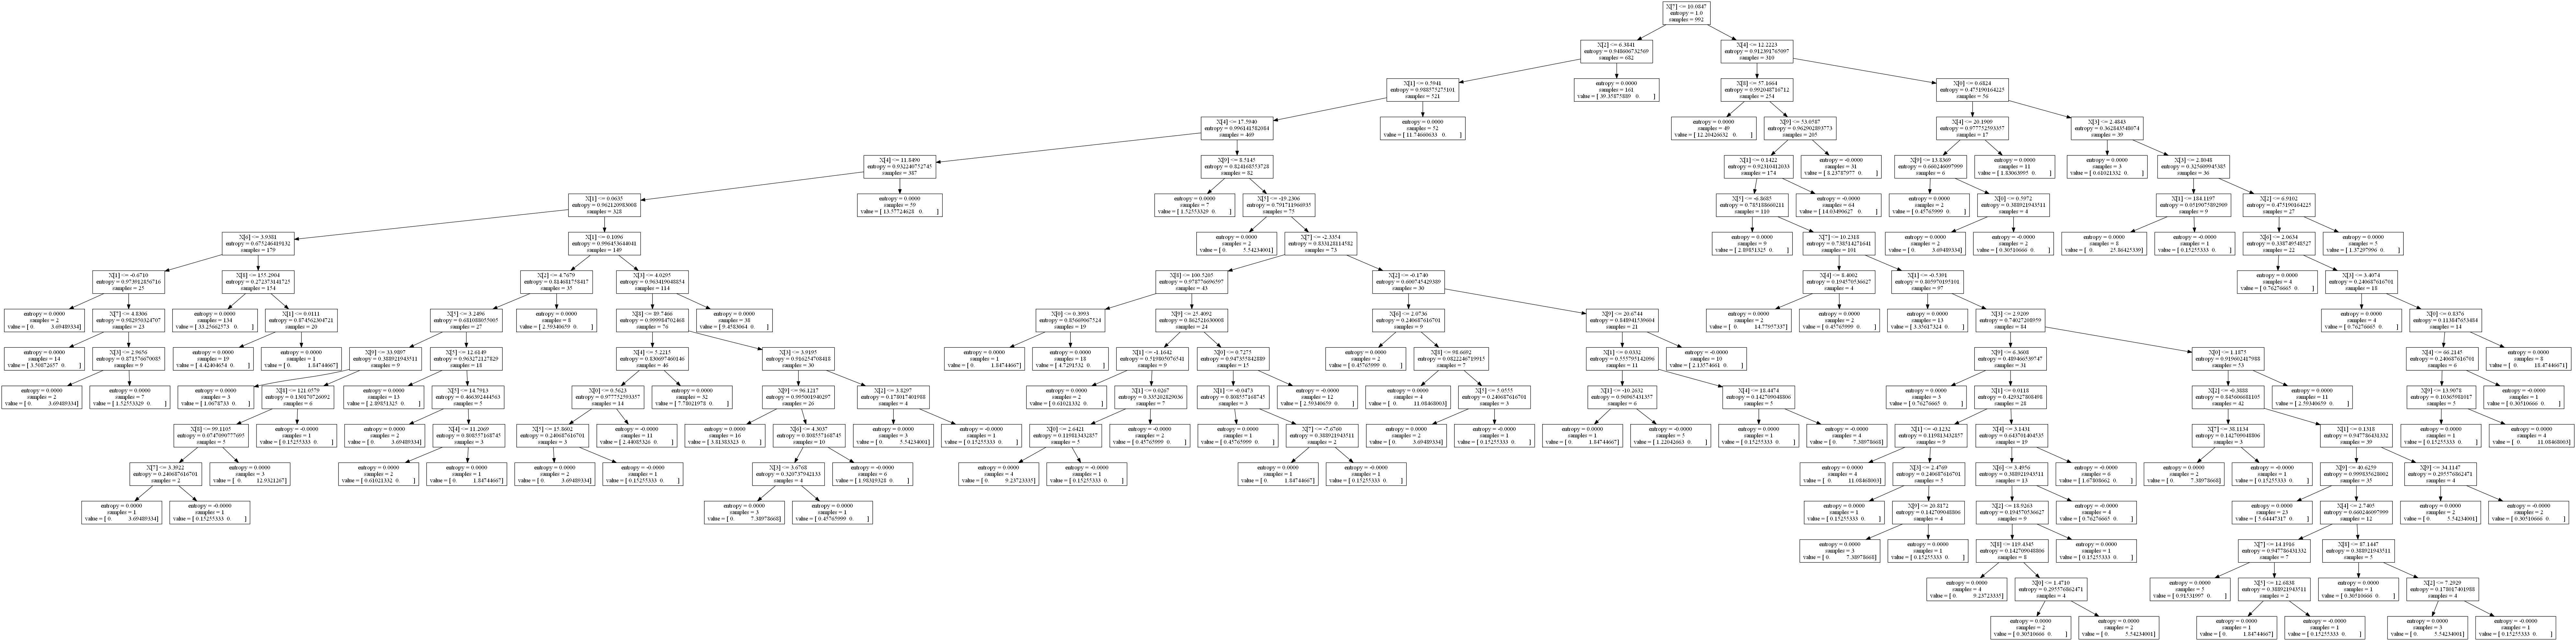 X[7] <= 10.0847
entropy = 1.0
samples = 992
X[2] <= 6.3841
entropy = 0.948606732569
samples = 682
X[4] <= 12.2223
entropy = 0.912391765097
samples = 310
X[1] <= 0.5941
entropy = 0.988575275101
samples = 521
entropy = 0.0000
samples = 161
value = [ 39.35875889 0. ]
X[8] <= 57.1664
entropy = 0.992048716712
samples = 254
X[0] <= 0.6824
entropy = 0.475190164225
samples = 56
X[4] <= 17.5940
entropy = 0.996141582084
samples = 469
entropy = 0.0000
samples = 52
entropy = 0.0000
samples = 49
value = [ 12.20426632 0. ]
X[9] <= 53.0587
entropy = 0.962902893773
samples = 205
X[4] <= 20.1909
entropy = 0.977752593357
samples = 17
X[3] <= 2.4843
entropy = 0.362843548074
samples = 39
X[4] <= 11.8490
entropy = 0.932240752745
samples = 387
X[9] <= 8.5145
entropy = 0.824168553728
samples = 82
X[1] <= 0.1422
entropy = 0.92310412033
samples = 174
entropy = -0.0000
samples = 31
value = [ 8.23787977 0. ]
X[9] <= 13.8369
entropy = 0.660246097999
samples = 6
entropy = 0.0000
samples = 11
value = [ 1.83063995 0. ]
entropy = 0.0000
samples = 3
value = [ 0.61021332 0. ]
X[3] <= 2.8048
entropy = 0.325609945385
samples = 36
X[1] <= 0.0635
entropy = 0.962120983008
samples = 328
entropy = 0.0000
samples = 59
value = [ 13.57724628 0. ]
entropy = 0.0000
samples = 7
value = [ 1.52553329 0. ]
X[5] <= -19.2306
entropy = 0.791711966935
samples = 75
X[5] <= -6.8685
entropy = 0.785188660211
samples = 110
entropy = -0.0000
samples = 64
value = [ 14.03490627 0. ]
entropy = 0.0000
samples = 2
value = [ 0.45765999 0. ]
X[0] <= 0.5972
entropy = 0.388921943511
samples = 4
X[1] <= 184.1197
samples = 9
X[2] <= 6.9102
entropy = 0.475190164225
samples = 27
X[6] <= 3.9381
entropy = 0.675246419132
samples = 179
X[1] <= 0.1096
entropy = 0.996453644041
samples = 149
entropy = 0.0000
samples = 2
value = [ 0. 5.54234001]
X[7] <= -2.3354
entropy = 0.833128114582
samples = 73
entropy = 0.0000
samples = 9
value = [ 2.89851325 0. ]
X[7] <= 10.2318
entropy = 0.738514271641
samples = 101
entropy = 0.0000
samples = 2
value = [ 0. 3.69489334]
entropy = -0.0000
samples = 2
value = [ 0.30510666 0. ]
entropy = 0.0000
samples = 8
value = [ 0. 25.86425339]
entropy = -0.0000
samples = 1
value = [ 0.15255333 0. ]
X[6] <= 2.0634
entropy = 0.338749548527
samples = 22
entropy = 0.0000
samples = 5
value = [ 1.37297996 0. ]
X[1] <= -0.6710
entropy = 0.973912856716
samples = 25
X[8] <= 155.2904
entropy = 0.272373141725
samples = 154
X[2] <= 4.7679
entropy = 0.814681758417
samples = 35
X[3] <= 4.0295
entropy = 0.963419048854
samples = 114
X[8] <= 100.5205
entropy = 0.978776696597
samples = 43
X[2] <= -0.1740
entropy = 0.600745429389
samples = 30
X[4] <= 8.4002
entropy = 0.194570536627
samples = 4
X[1] <= -0.5391
entropy = 0.805970195101
samples = 97
entropy = 0.0000
samples = 4
value = [ 0.76276665 0. ]
X[3] <= 3.4074
entropy = 0.240687616701
samples = 18
entropy = 0.0000
samples = 2
value = [ 0. 3.69489334]
X[7] <= 4.8306
entropy = 0.982950324707
samples = 23
entropy = 0.0000
samples = 134
value = [ 33.25662573 0. ]
X[1] <= 0.0111
entropy = 0.874562304721
samples = 20
X[5] <= 3.2496
entropy = 0.681088055005
samples = 27
entropy = 0.0000
samples = 8
value = [ 2.59340659 0. ]
X[8] <= 89.7466
entropy = 0.999984702468
samples = 76
entropy = 0.0000
samples = 38
value = [ 9.4583064 0. ]
X[0] <= 0.3993
entropy = 0.85669067524
samples = 19
X[9] <= 25.4092
entropy = 0.862521630008
samples = 24
X[6] <= 2.0736
entropy = 0.240687616701
samples = 9
X[9] <= 20.6744
entropy = 0.848941539604
samples = 21
entropy = 0.0000
samples = 2
value = [ 0. 14.77957337]
entropy = 0.0000
samples = 2
value = [ 0.45765999 0. ]
entropy = 0.0000
samples = 13
value = [ 3.35617324 0. ]
X[3] <= 2.9209
entropy = 0.74027208959
samples = 84
entropy = 0.0000
samples = 4
value = [ 0.76276665 0. ]
X[0] <= 0.8376
entropy = 0.113847653484
samples = 14
entropy = 0.0000
samples = 14
value = [ 3.50872657 0. ]
X[3] <= 2.9656
entropy = 0.871576670085
samples = 9
entropy = 0.0000
samples = 19
value = [ 4.42404654 0. ]
entropy = 0.0000
samples = 1
value = [ 0. 1.84744667]
X[9] <= 33.9897
entropy = 0.388921943511
samples = 9
X[5] <= 12.6149
entropy = 0.963272127829
samples = 18
X[4] <= 5.2215
entropy = 0.830697460146
samples = 46
X[3] <= 3.9195
entropy = 0.916254708418
samples = 30
entropy = 0.0000
samples = 1
value = [ 0. 1.84744667]
entropy = 0.0000
samples = 18
value = [ 4.7291532 0. ]
X[1] <= -1.1642
entropy = 0.519805076541
samples = 9
X[0] <= 0.7275
entropy = 0.947355842889
samples = 15
entropy = 0.0000
samples = 2
value = [ 0.45765999 0. ]
X[8] <= 98.6692
entropy = 0.0822246719915
samples = 7
X[1] <= 0.0332
entropy = 0.555795142096
samples = 11
entropy = -0.0000
samples = 10
value = [ 2.13574661 0. ]
X[9] <= 6.3608
entropy = 0.489466539747
samples = 31
X[0] <= 1.1875
entropy = 0.919602417988
samples = 53
X[4] <= 66.2145
entropy = 0.240687616701
samples = 6
entropy = 0.0000
samples = 8
value = [ 0. 18.47446671]
entropy = 0.0000
samples = 2
value = [ 0. 3.69489334]
entropy = 0.0000
samples = 7
value = [ 1.52553329 0. ]
entropy = 0.0000
samples = 3
value = [ 1.0678733 0. ]
X[8] <= 121.0579
entropy = 0.130170726092
samples = 6
entropy = 0.0000
samples = 13
value = [ 2.89851325 0. ]
X[5] <= 14.7913
entropy = 0.466392444563
samples = 5
X[0] <= 0.5623
entropy = 0.977752593357
samples = 14
entropy = 0.0000
samples = 32
value = [ 7.78021978 0. ]
X[9] <= 96.1217
entropy = 0.995001940297
samples = 26
X[2] <= 3.8297
entropy = 0.178017401988
samples = 4
entropy = 0.0000
samples = 2
value = [ 0.61021332 0. ]
X[1] <= 0.0267
entropy = 0.335202829036
samples = 7
X[1] <= -0.0473
entropy = 0.808557168745
samples = 3
entropy = -0.0000
samples = 12
value = [ 2.59340659 0. ]
entropy = 0.0000
samples = 4
value = [ 0. 11.08468003]
X[5] <= 5.0555
entropy = 0.240687616701
samples = 3
X[1] <= -10.2632
entropy = 0.969654331357
samples = 6
X[4] <= 18.4474
entropy = 0.142709048806
samples = 5
entropy = 0.0000
samples = 3
value = [ 0.76276665 0. ]
X[1] <= 0.0118
entropy = 0.429327808498
samples = 28
X[2] <= -0.3888
entropy = 0.845606681105
samples = 42
entropy = 0.0000
samples = 11
value = [ 2.59340659 0. ]
X[9] <= 13.9078
entropy = 0.10365981017
samples = 5
entropy = -0.0000
samples = 1
value = [ 0.30510666 0. ]
X[8] <= 99.1105
entropy = 0.0747090777695
samples = 5
entropy = -0.0000
samples = 1
value = [ 0.15255333 0. ]
entropy = 0.0000
samples = 2
value = [ 0. 3.69489334]
X[4] <= 11.2069
entropy = 0.808557168745
samples = 3
X[5] <= 15.8602
entropy = 0.240687616701
samples = 3
entropy = -0.0000
samples = 11
value = [ 2.44085326 0. ]
entropy = 0.0000
samples = 16
value = [ 3.81383323 0. ]
X[6] <= 4.3037
entropy = 0.808557168745
samples = 10
entropy = 0.0000
samples = 3
value = [ 0. 5.54234001]
entropy = -0.0000
samples = 1
value = [ 0.15255333 0. ]
X[0] <= 2.6421
entropy = 0.119813432857
samples = 5
entropy = -0.0000
samples = 2
value = [ 0.45765999 0. ]
entropy = 0.0000
samples = 1
value = [ 0.45765999 0. ]
X[7] <= -7.6760
entropy = 0.388921943511
samples = 2
entropy = 0.0000
samples = 2
value = [ 0. 3.69489334]
entropy = -0.0000
samples = 1
value = [ 0.15255333 0. ]
entropy = 0.0000
samples = 1
value = [ 0. 1.84744667]
entropy = -0.0000
samples = 5
value = [ 1.22042663 0. ]
entropy = 0.0000
samples = 1
value = [ 0.15255333 0. ]
entropy = -0.0000
samples = 4
value = [ 0. 7.38978668]
X[1] <= -0.1232
entropy = 0.119813432857
samples = 9
X[4] <= 3.1431
entropy = 0.643701404535
samples = 19
X[7] <= 38.1134
entropy = 0.142709048806
samples = 3
X[1] <= 0.1318
entropy = 0.947786431332
samples = 39
entropy = 0.0000
samples = 1
value = [ 0.15255333 0. ]
entropy = 0.0000
samples = 4
value = [ 0. 11.08468003]
X[7] <= 3.3922
entropy = 0.240687616701
samples = 2
entropy = 0.0000
samples = 3
value = [ 0. 12.9321267]
entropy = 0.0000
samples = 2
value = [ 0.61021332 0. ]
entropy = 0.0000
samples = 1
value = [ 0. 1.84744667]
entropy = 0.0000
samples = 2
value = [ 0. 3.69489334]
entropy = -0.0000
samples = 1
value = [ 0.15255333 0. ]
X[3] <= 3.6768
entropy = 0.320737942133
samples = 4
entropy = -0.0000
samples = 6
value = [ 1.98319328 0. ]
entropy = 0.0000
samples = 4
value = [ 0. 9.23723335]
entropy = -0.0000
samples = 1
value = [ 0.15255333 0. ]
entropy = 0.0000
samples = 1
value = [ 0. 1.84744667]
entropy = -0.0000
samples = 1
value = [ 0.15255333 0. ]
entropy = 0.0000
samples = 4
value = [ 0. 11.08468003]
X[3] <= 2.4769
entropy = 0.240687616701
samples = 5
X[6] <= 3.4956
entropy = 0.388921943511
samples = 13
entropy = -0.0000
samples = 6
value = [ 1.67808662 0. ]
entropy = 0.0000
samples = 2
value = [ 0. 7.38978668]
entropy = -0.0000
samples = 1
value = [ 0.15255333 0. ]
X[9] <= 40.6259
entropy = 0.999835628002
samples = 35
X[9] <= 34.1147
entropy = 0.295576862471
samples = 4
entropy = 0.0000
samples = 1
value = [ 0. 3.69489334]
entropy = -0.0000
samples = 1
value = [ 0.15255333 0. ]
entropy = 0.0000
samples = 3
value = [ 0. 7.38978668]
entropy = 0.0000
samples = 1
value = [ 0.45765999 0. ]
entropy = 0.0000
samples = 1
value = [ 0.15255333 0. ]
X[9] <= 20.8172
entropy = 0.142709048806
samples = 4
X[2] <= 18.9263
entropy = 0.194570536627
samples = 9
entropy = -0.0000
samples = 4
value = [ 0.76276665 0. ]
entropy = 0.0000
samples = 23
value = [ 5.64447317 0. ]
X[4] <= 2.7405
entropy = 0.660246097999
samples = 12
entropy = 0.0000
samples = 2
value = [ 0. 5.54234001]
entropy = -0.0000
samples = 2
value = [ 0.30510666 0. ]
entropy = 0.0000
samples = 3
value = [ 0. 7.38978668]
entropy = 0.0000
samples = 1
value = [ 0.15255333 0. ]
X[8] <= 119.4345
entropy = 0.142709048806
samples = 8
entropy = 0.0000
samples = 1
value = [ 0.15255333 0. ]
X[7] <= 14.1916
entropy = 0.947786431332
samples = 7
X[8] <= 87.1447
entropy = 0.388921943511
samples = 5
entropy = 0.0000
samples = 4
value = [ 0. 9.23723335]
X[0] <= 1.4710
entropy = 0.295576862471
samples = 4
entropy = 0.0000
samples = 5
value = [ 0.91531997 0. ]
X[5] <= 12.6838
entropy = 0.388921943511
samples = 2
entropy = 0.0000
samples = 1
value = [ 0.30510666 0. ]
X[2] <= 7.2929
entropy = 0.178017401988
samples = 4
entropy = 0.0000
samples = 2
value = [ 0.30510666 0. ]
entropy = 0.0000
samples = 2
value = [ 0. 5.54234001]
entropy = 0.0000
samples = 1
value = [ 0. 1.84744667]
entropy = -0.0000
samples = 1
value = [ 0.15255333 0. ]
entropy = 0.0000
samples = 3
value = [ 0. 5.54234001]
entropy = -0.0000
samples = 1
value = [ 0.15255333 0. ]